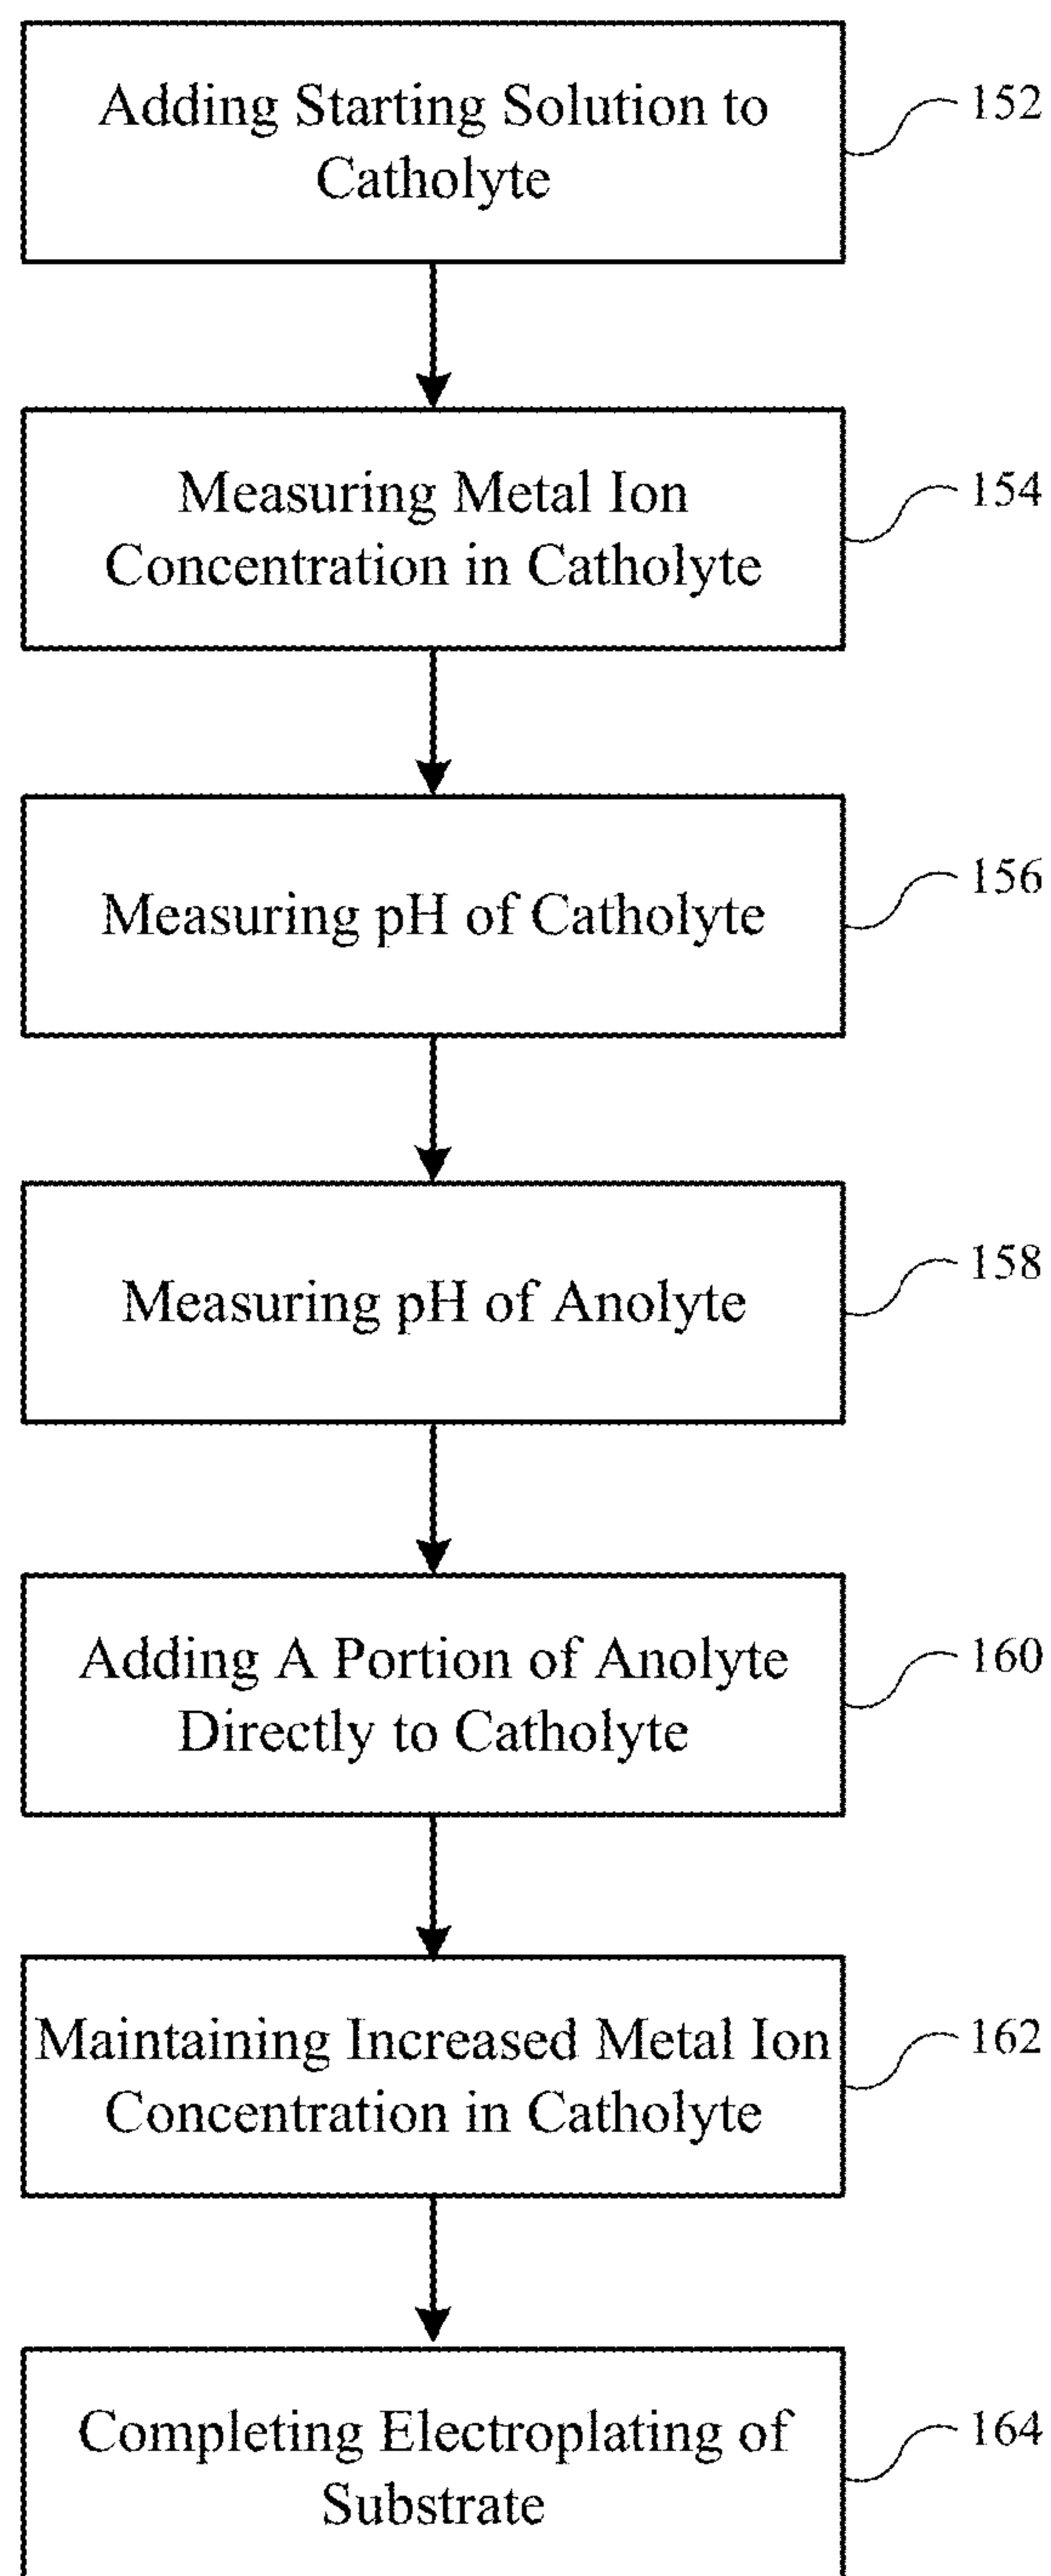 Adding Starting Solution to
Catholyte
152
Measuring Metal Ion
Concentration in Catholyte
154
Measuring pH of Catholyte
156
Measuring pH of Anolyte
158
Adding A Portion of Anolyte
Directly to Catholyte
160
Maintaining Increased Metal Ion
Concentration in Catholyte
162
Completing Electroplating of
Substrate
164